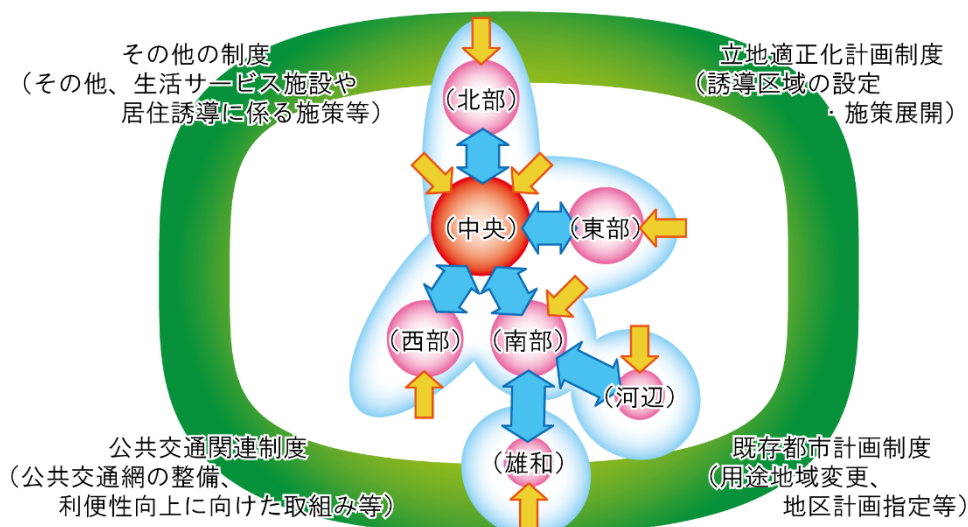 その他の制度
（その他、生活サービス施設や
居住誘導に係る施策等）
立地適正化計画制度
（誘導区域の設定
・施策展開）
（北部）
（中央）
（東部）
（西部）
（南部）
（河辺）
（雄和）
公共交通関連制度
（公共交通網の整備、
利便性向上に向けた取組み等）
既存都市計画制度
（用途地域変更、
地区計画指定等）